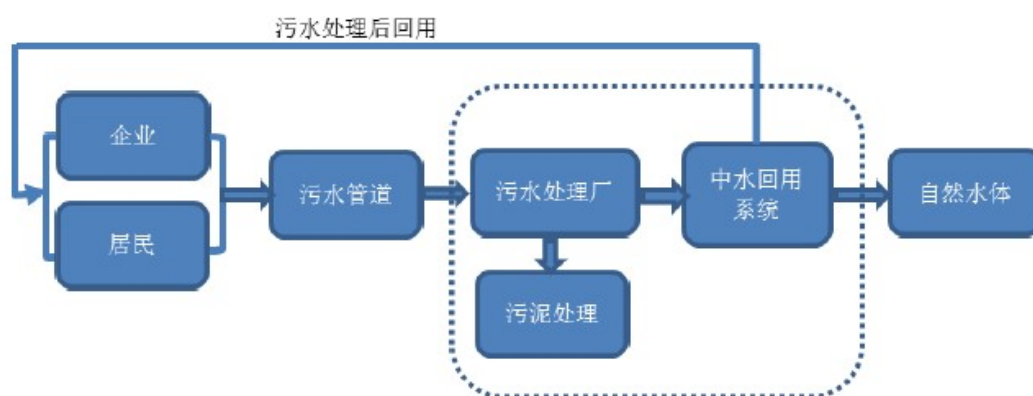 污水处理后回用
企业
居民
污水管道
污水处理厂
污泥处理
中水回用
系统
自然水体